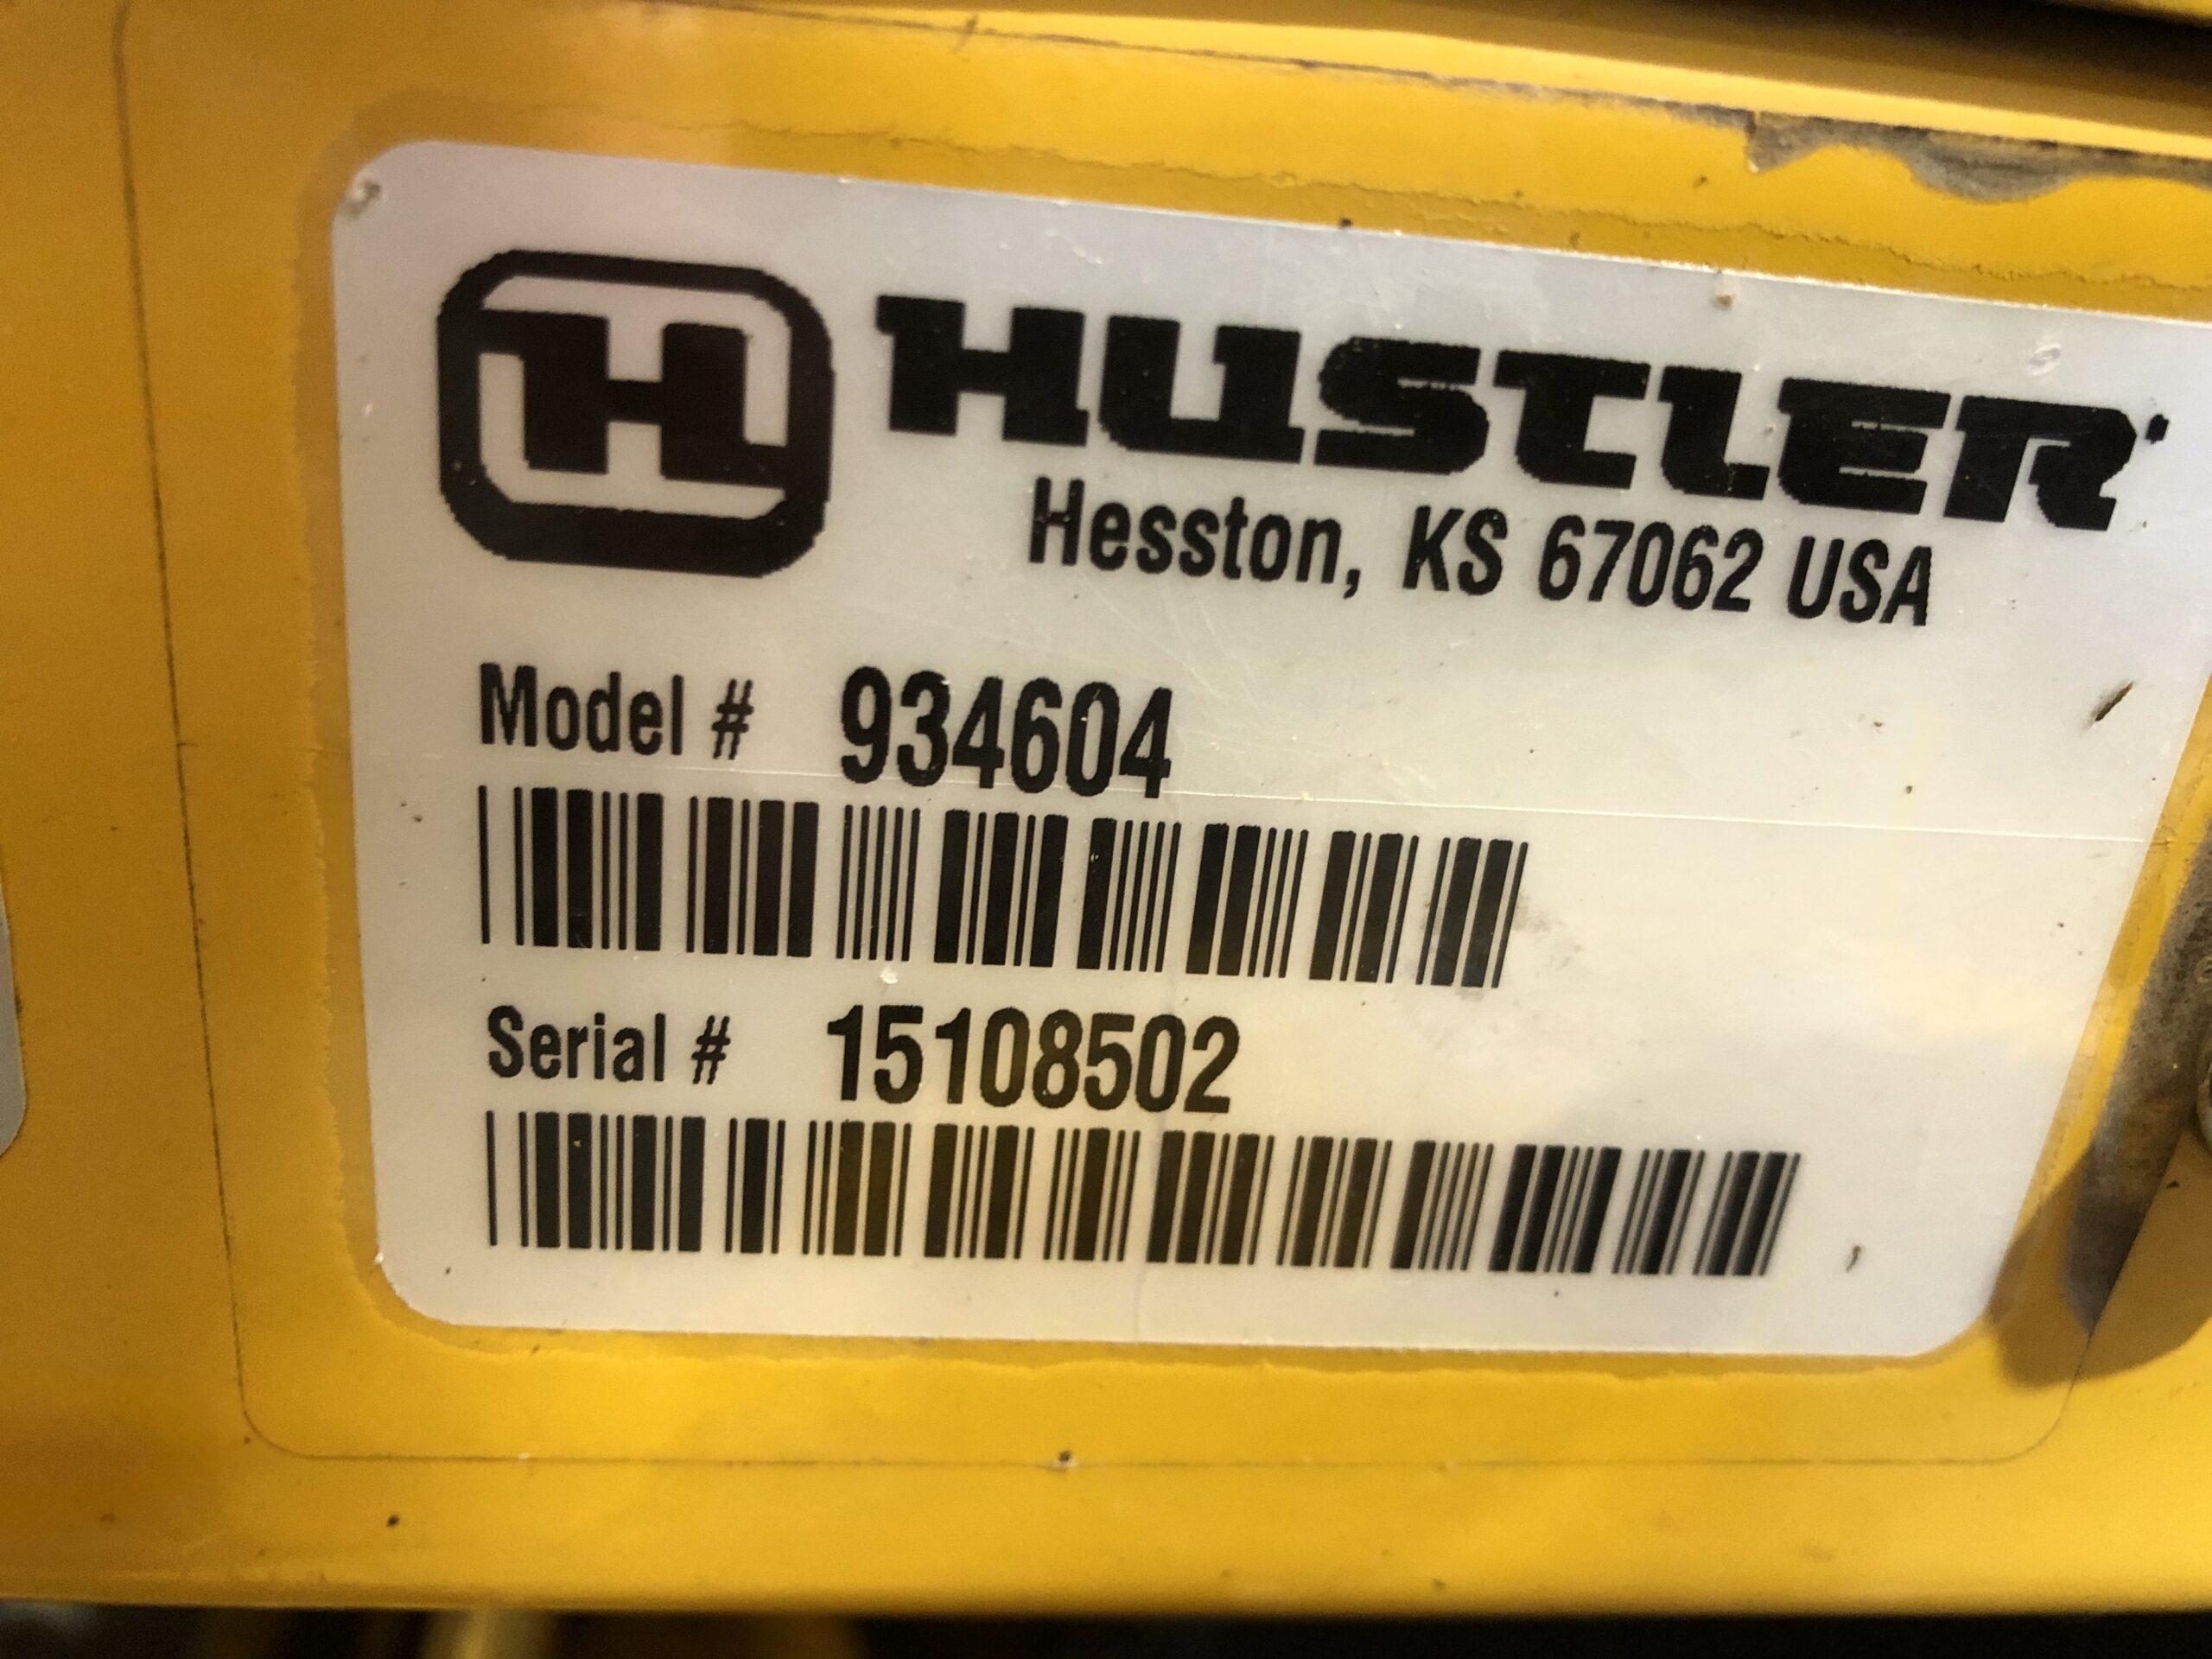 H HUSTLER
Hesston, KS 67062 USA
Model # 934604
Serial # 15108502